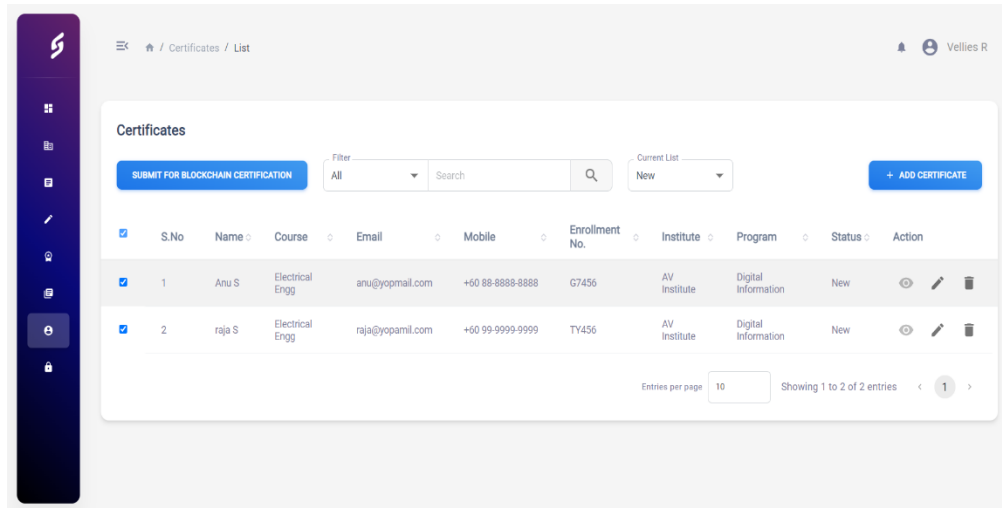 / Certificates / List
Vellies R
Certificates
SUBMIT FOR BLOCKCHAIN CERTIFICATION
Filter
All
Search
Current List
New
+ ADD CERTIFICATE
S.No Name Course Email Mobile Enrollment No. Institute Program Status Action
1 Anu S Electrical Engg anu@yopmail.com +60 88-8888-8888 G7456 AV Institute Digital Information New
2 raja S Electrical Engg raja@yopamil.com +60 99-9999-9999 TY456 AV Institute Digital Information New
Entries per page 10 Showing 1 to 2 of 2 entries < 1 >